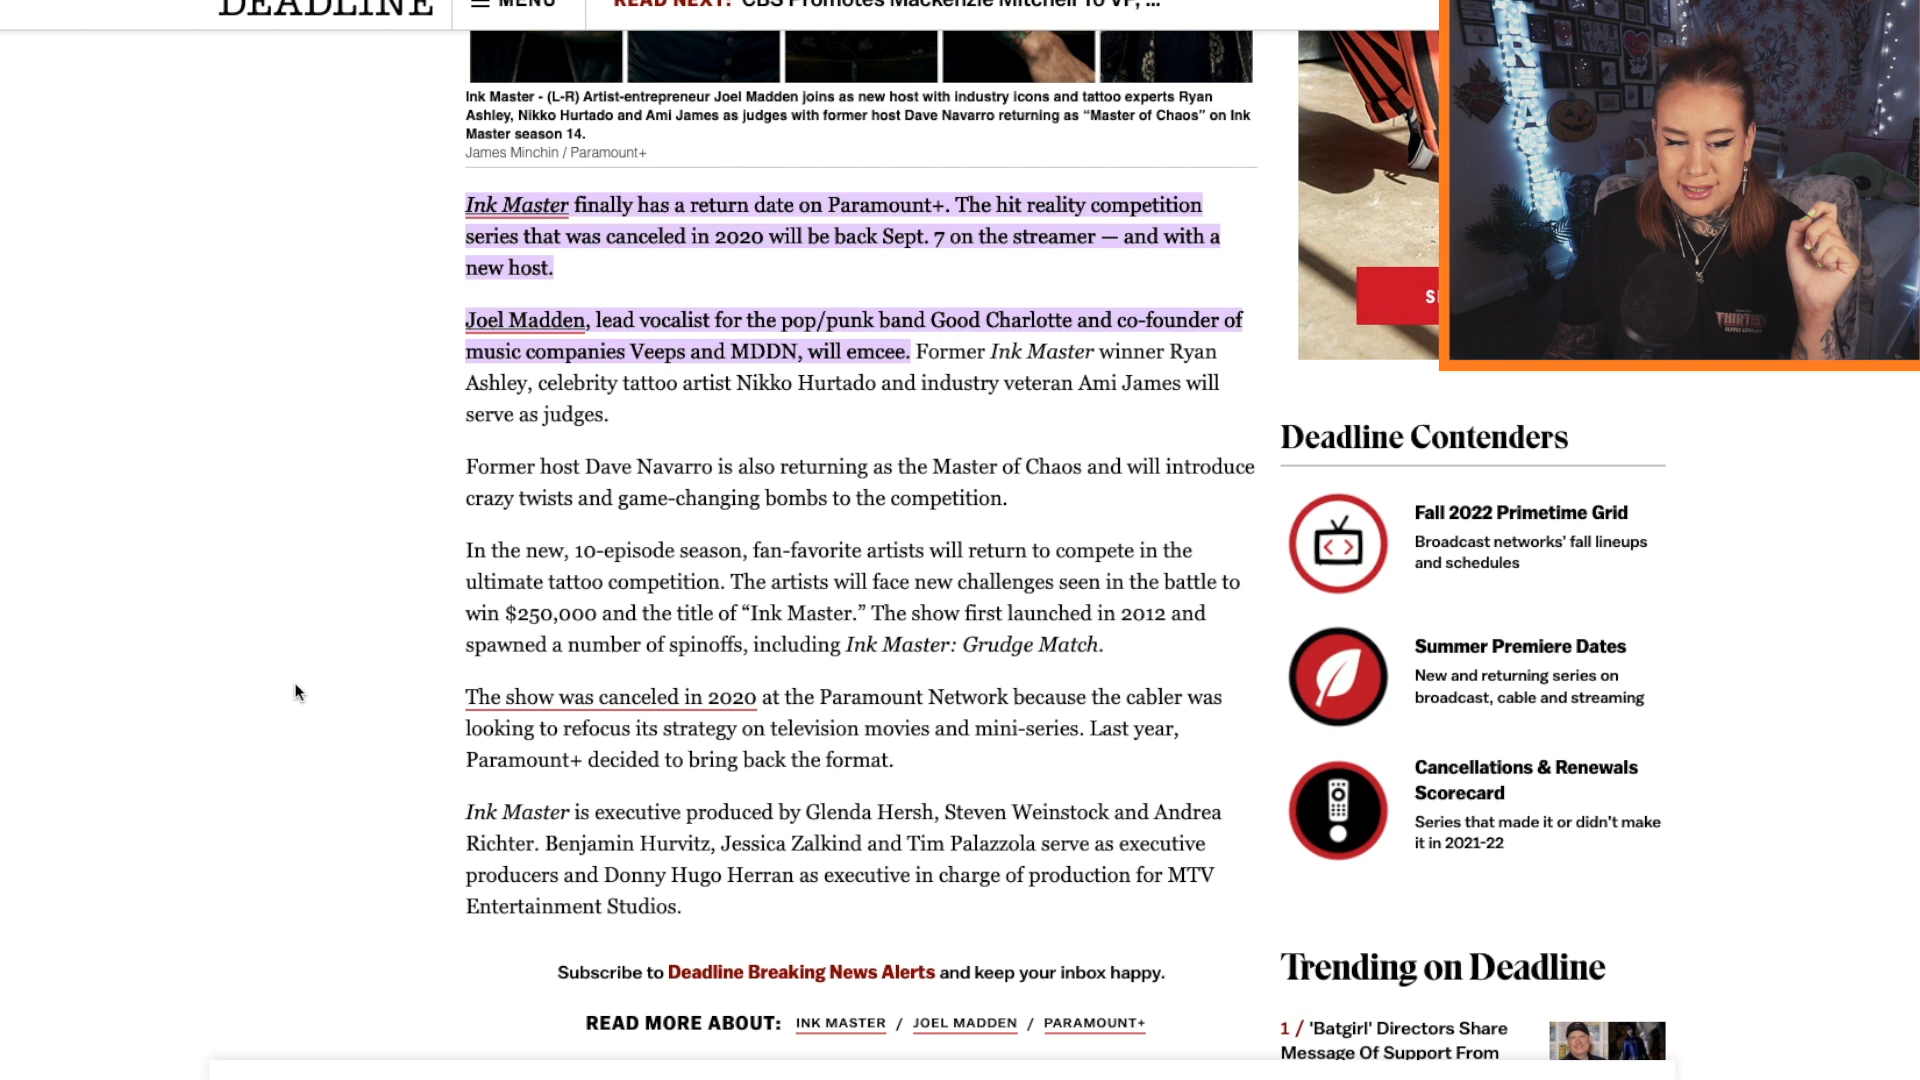 DEADLINE
MENU
READ NEXT: CBS Promotes Mackenzie Mitchell To VP, ...
Ink Master - (L-R) Artist-entrepreneur Joel Madden joins as new host with industry icons and tattoo experts Ryan
Ashley, Nikko Hurtado and Ami James as judges with former host Dave Navarro returning as “Master of Chaos” on Ink
Master season 14.
James Minchin / Paramount+
Ink Master finally has a return date on Paramount+. The hit reality competition
series that was canceled in 2020 will be back Sept. 7 on the streamer — and with a
new host.
Joel Madden, lead vocalist for the pop/punk band Good Charlotte and co-founder of
music companies Veeps and MDDN, will emcee. Former Ink Master winner Ryan
Ashley, celebrity tattoo artist Nikko Hurtado and industry veteran Ami James will
serve as judges.
Former host Dave Navarro is also returning as the Master of Chaos and will introduce
crazy twists and game-changing bombs to the competition.
In the new, 10-episode season, fan-favorite artists will return to compete in the
ultimate tattoo competition. The artists will face new challenges seen in the battle to
win $250,000 and the title of “Ink Master.” The show first launched in 2012 and
spawned a number of spinoffs, including Ink Master: Grudge Match.
The show was canceled in 2020 at the Paramount Network because the cabler was
looking to refocus its strategy on television movies and mini-series. Last year,
Paramount+ decided to bring back the format.
Ink Master is executive produced by Glenda Hersh, Steven Weinstock and Andrea
Richter. Benjamin Hurvitz, Jessica Zalkind and Tim Palazzola serve as executive
producers and Donny Hugo Herran as executive in charge of production for MTV
Entertainment Studios.
Subscribe to Deadline Breaking News Alerts and keep your inbox happy.
READ MORE ABOUT: INK MASTER / JOEL MADDEN / PARAMOUNT+
THIRTEEN
Deadline Contenders
Fall 2022 Primetime Grid
Broadcast networks’ fall lineups
and schedules
Summer Premiere Dates
New and returning series on
broadcast, cable and streaming
Cancellations & Renewals
Scorecard
Series that made it or didn’t make
it in 2021-22
Trending on Deadline
1 / 'Batgirl' Directors Share
Message Of Support From